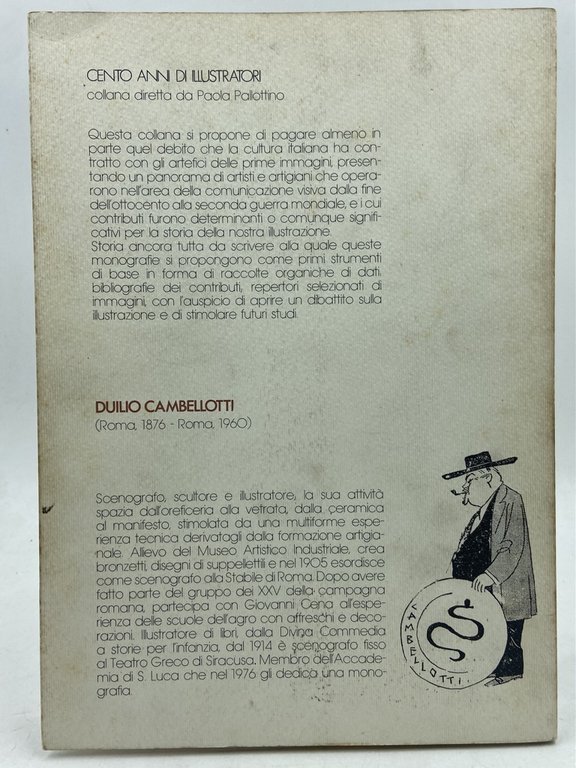 CENTO ANNI DI ILLUSTRATORI
collana diretta da Paola Pallottino
Questa collana si propone di pagare almeno in
parte quel debito che la cultura italiana ha con-
tratto con gli artefici delle prime immagini, presen-
tando un panorama di artisti e artigiani che opera-
rono nell'area della comunicazione visiva dalla fine
dell'ottocento alla seconda guerra mondiale, e i cui
contributi furono determinanti o comunque signifi-
cativi per la storia della nostra illustrazione.
Storia ancora tutta da scrivere alla quale queste
monografie si propongono come primi strumenti
di base in forma di raccolte organiche di dati,
bibliografie dei contributi, repertori selezionati di
immagini, con l'auspicio di aprire un dibattito sulla
illustrazione e di stimolare futuri studi.
DUILIO CAMBELLOTTI
(Roma, 1876 - Roma, 1960)
Scenografo, scultore e illustratore, la sua attività
spazia dall'oreficeria alla vetrata, dalla ceramica
al manifesto, stimolata da una multiforme espe-
rienza tecnica derivatagli dalla formazione artigia-
nale. Allievo del Museo Artistico Industriale, crea
bronzetti, disegni di suppellettili e nel 1905 esordisce
come scenografo alla Stabile di Roma. Dopo avere
fatto parte del gruppo dei XXV della campagna
romana, partecipa con Giovanni Cena all'espe-
rienza delle scuole dell'agro con affreschi e deco-
razioni. Illustratore di libri, dalla Divina Commedia
a storie per l'infanzia, dal 1914 è scenografo fisso
al Teatro Greco di Siracusa. Membro dell'Accade-
mia di S. Luca che nel 1976 gli dedica una mono-
grafia.
CAMBELLOTTI